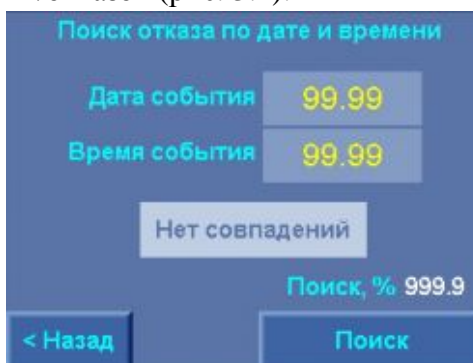 Поиск отказа по дате и времени
Дата события 99.99
Время события 99.99
Нет совпадений
Поиск, % 999.9
< Назад Поиск